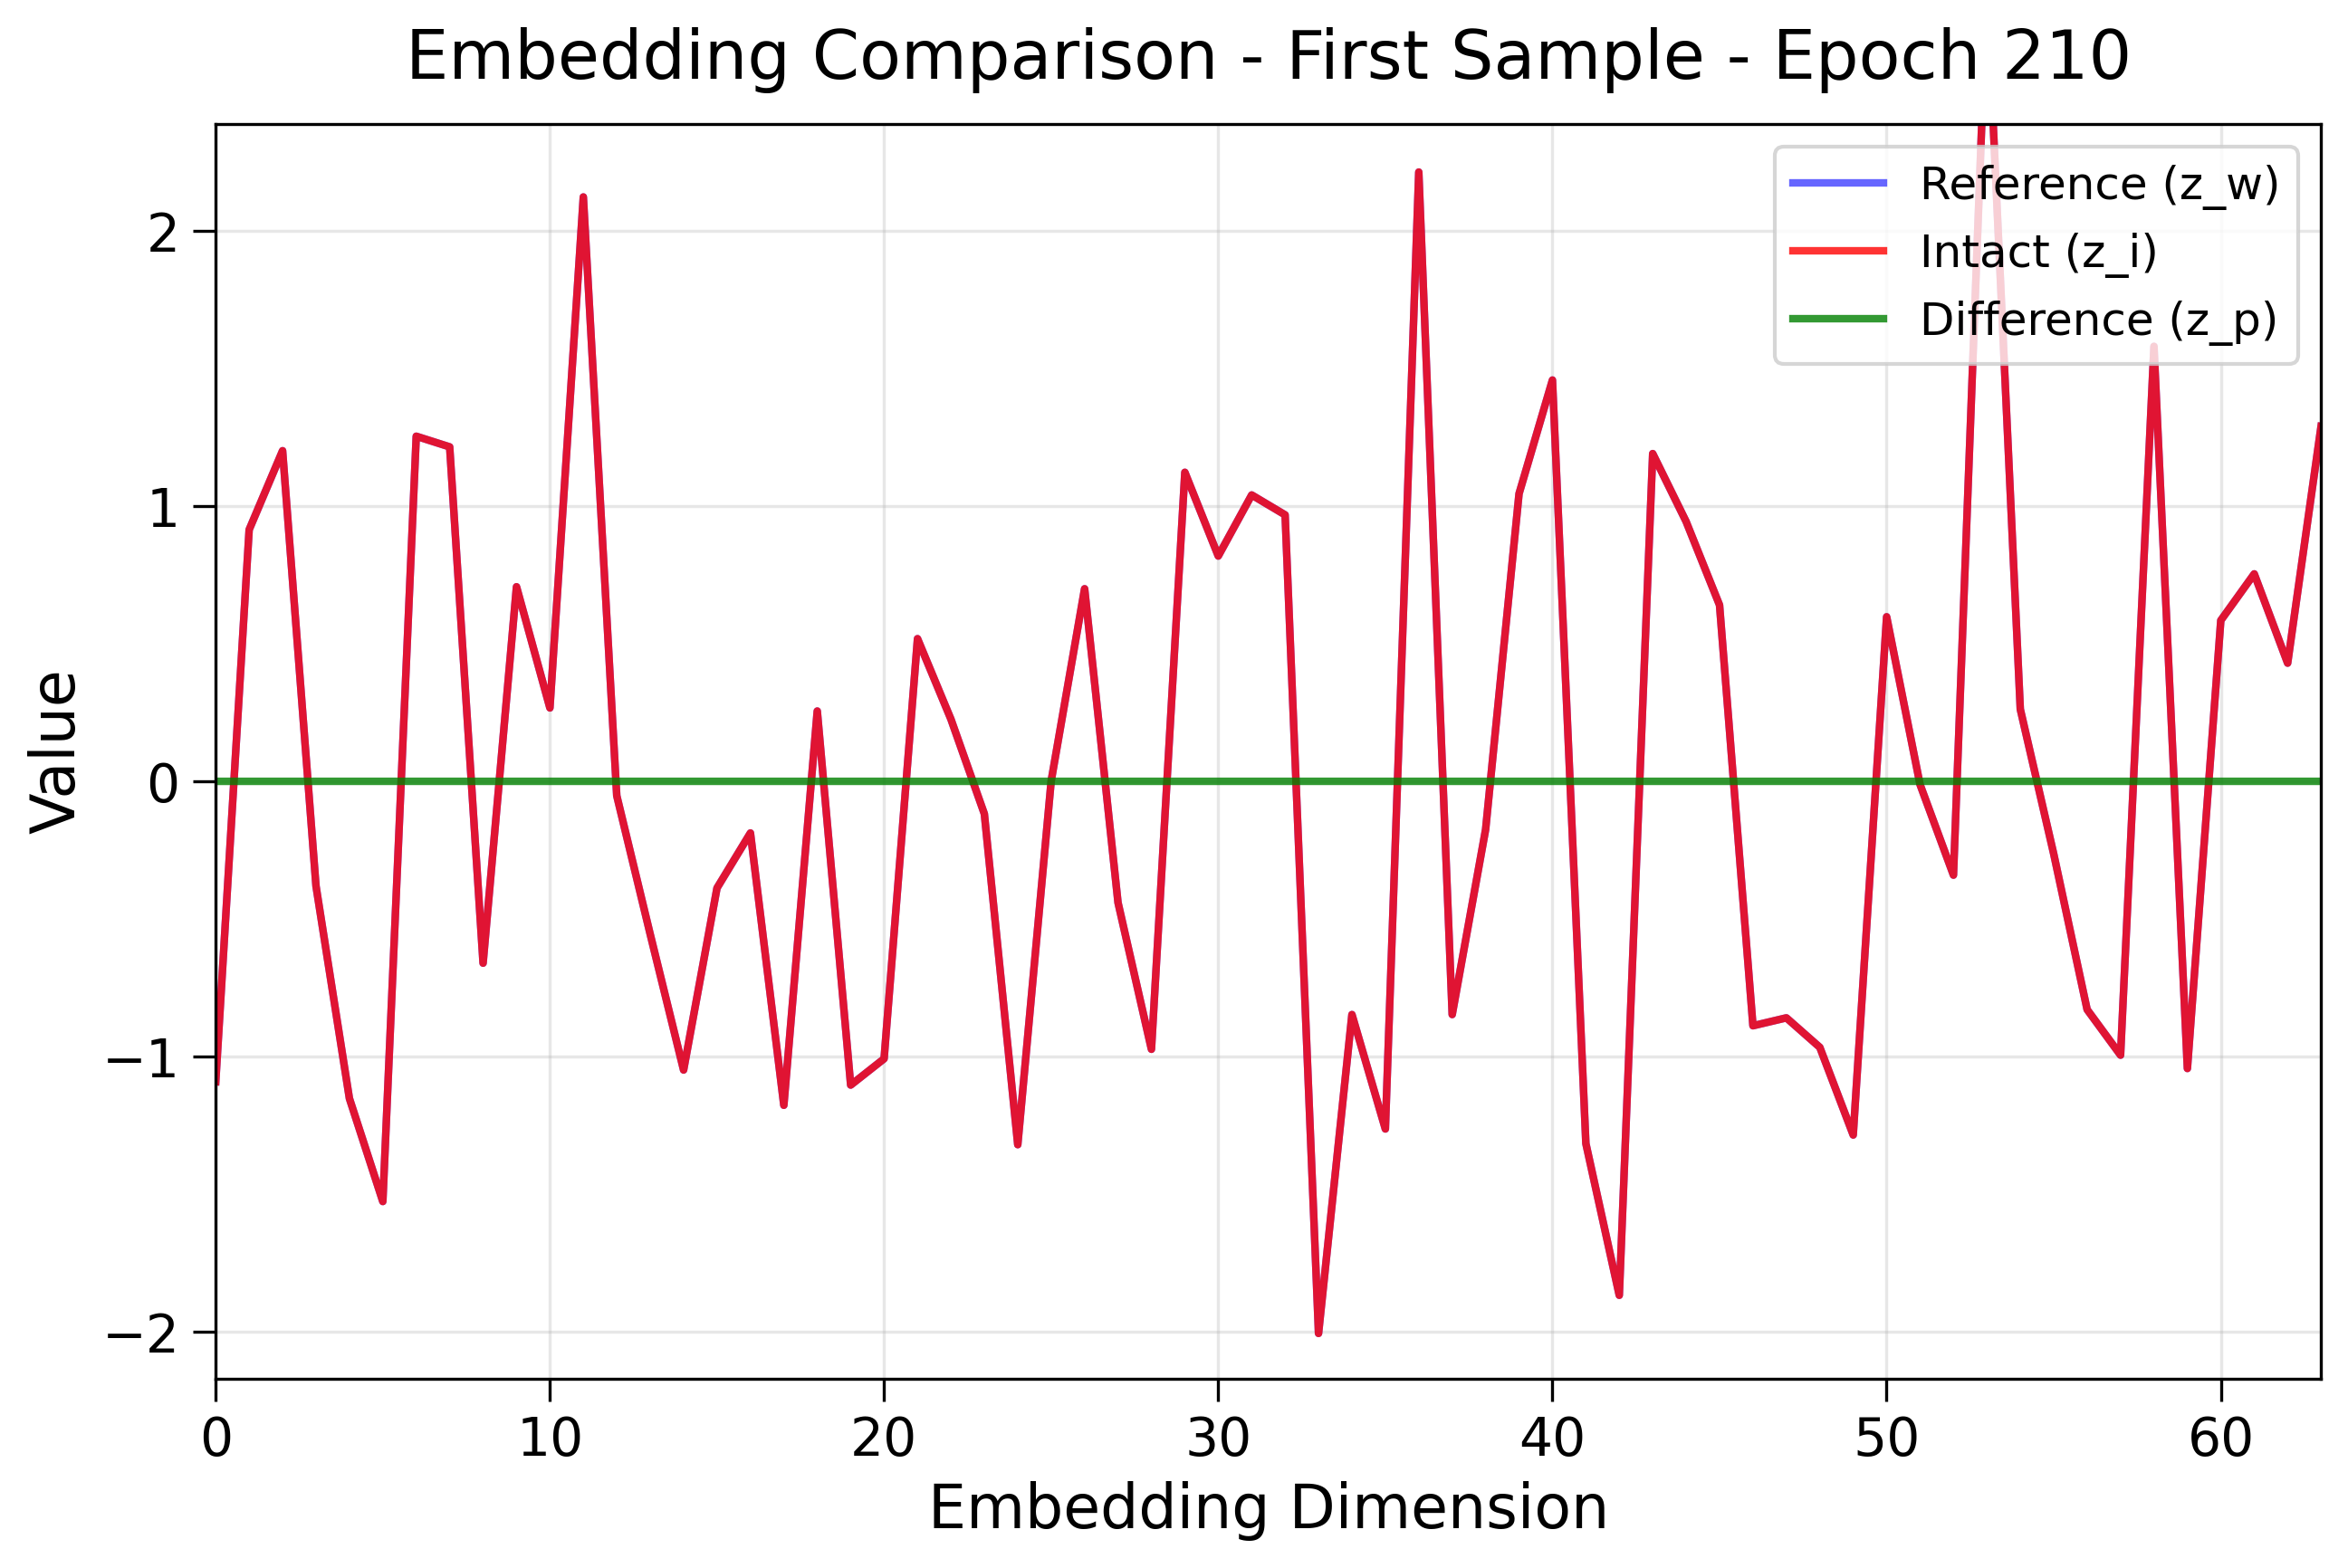 Embedding Comparison - First Sample - Epoch 210
Reference (z_w)
Intact (z_i)
Difference (z_p)
Value
2
1
0
−1
−2
0 10 20 30 40 50 60
Embedding Dimension